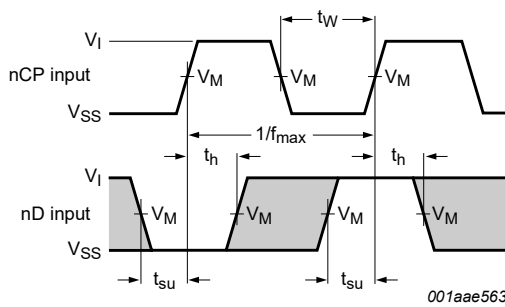 t_W
V_I
nCP input
V_M
V_M
V_M
V_SS
1/f_max
t_h
t_h
V_I
nD input
V_M
V_M
V_M
V_M
V_SS
t_su
t_su
001aae563